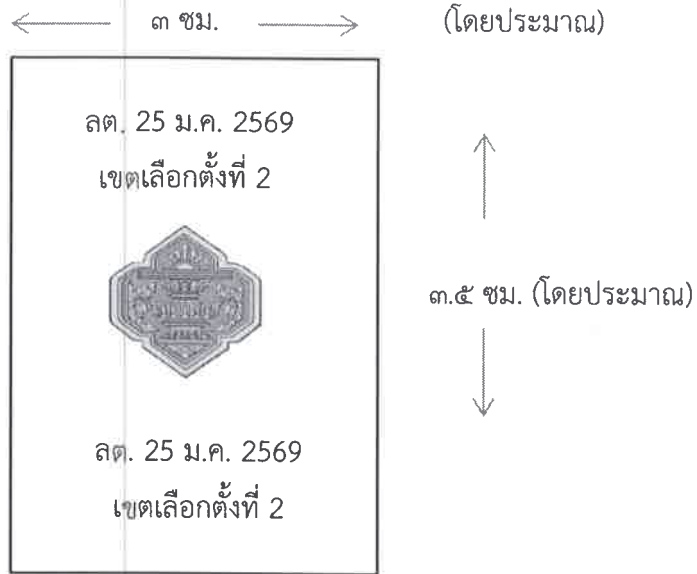 ๓ ซม. (โดยประมาณ)
ลต. 25 ม.ค. 2569
เขตเลือกตั้งที่ 2
๓.๕ ซม. (โดยประมาณ)
ลต. 25 ม.ค. 2569
เขตเลือกตั้งที่ 2